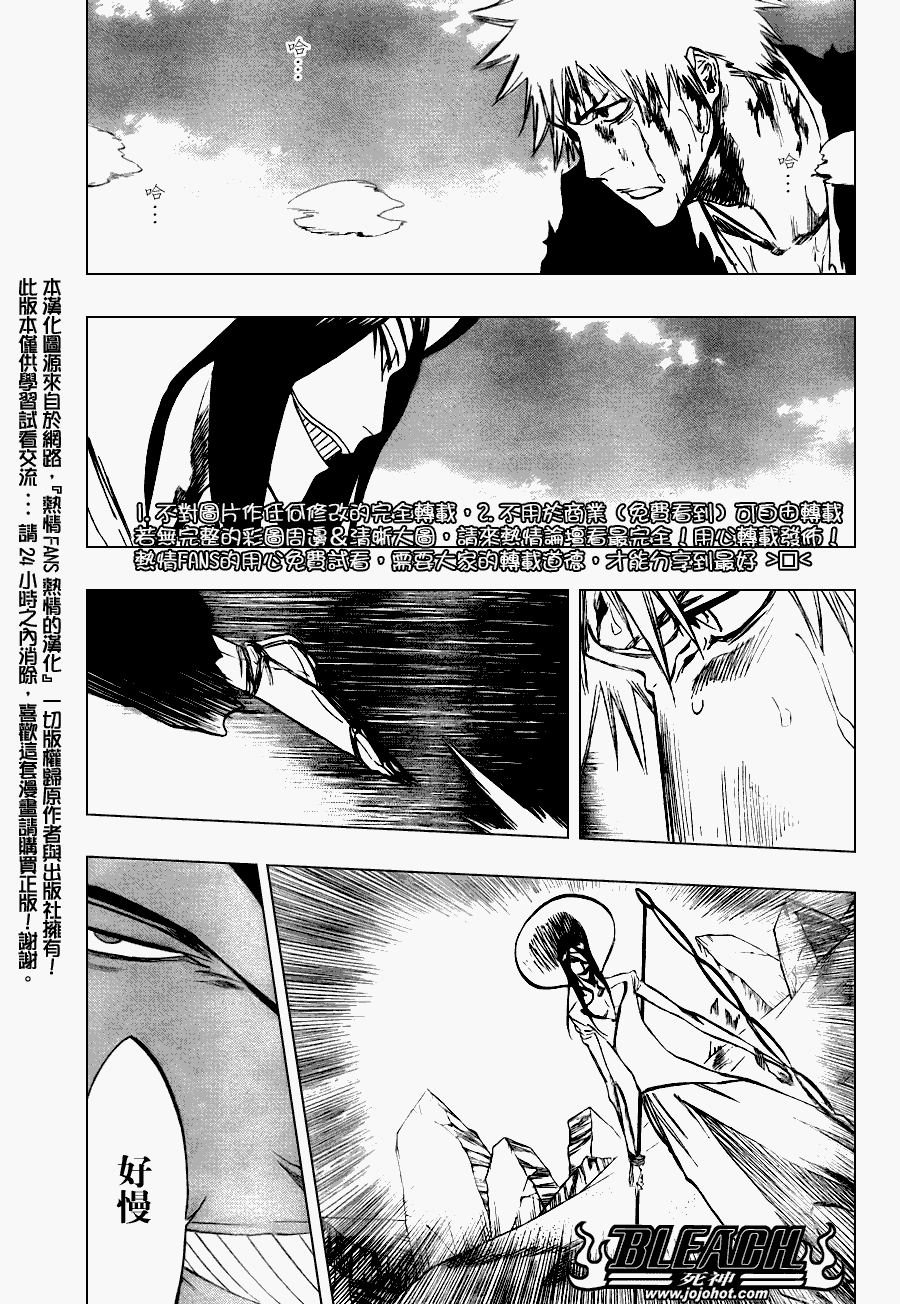 哈…
哈…
哈…
本漢化圖源來自於網路，『熱情FANS熱情的漢化』一切版權歸原作者與出版社擁有！
此版本僅供學習試看交流… 請24小時之內消除，喜歡這套漫畫請購買正版！謝謝。
1. 不對圖片作任何修改的完全轉載，2. 不用於商業（免費看到）可自由轉載
若無完整的彩圖周漫＆清晰大圖，請來熱情論壇看最完全！用心轉載發佈！
熱情FANS的用心免費試看，需要大家的轉載道德，才能分享到最好 >□<
好慢
BLEACH
死神
www.jojohot.com